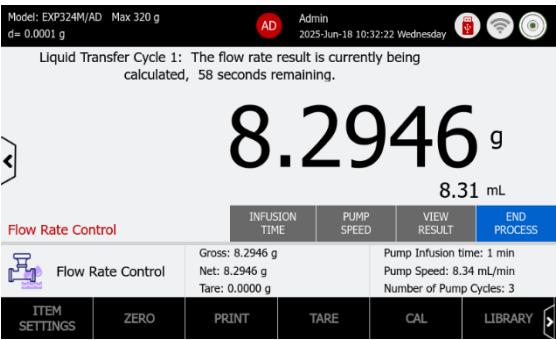 Model: EXP324M/AD Max 320 g
d= 0.0001 g
AD
Admin
2025-Jun-18 10:32:22 Wednesday
Liquid Transfer Cycle 1: The flow rate result is currently being
calculated, 58 seconds remaining.
8.2946 g
8.31 mL
Flow Rate Control
INFUSION
TIME
PUMP
SPEED
VIEW
RESULT
END
PROCESS
Flow Rate Control
Gross: 8.2946 g
Net: 8.2946 g
Tare: 0.0000 g
Pump Infusion time: 1 min
Pump Speed: 8.34 mL/min
Number of Pump Cycles: 3
ITEM
SETTINGS
ZERO
PRINT
TARE
CAL
LIBRARY